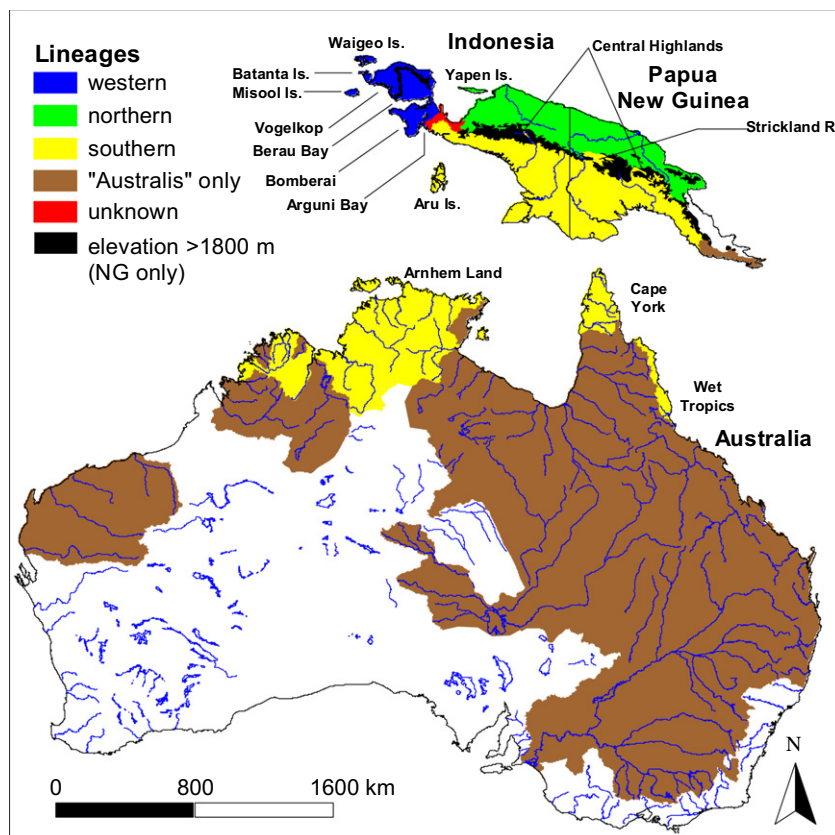 Lineages
western
northern
southern
"Australis" only
unknown
elevation >1800 m
(NG only)
Waigeo Is.
Batanta Is.
Misool Is.
Vogelkop
Berau Bay
Bomberai
Arguni Bay
Indonesia
Yapen Is.
Aru Is.
Central Highlands
Papua
New Guinea
Strickland R
Arnhem Land
Cape
York
Wet
Tropics
Australia
N
0 800 1600 km